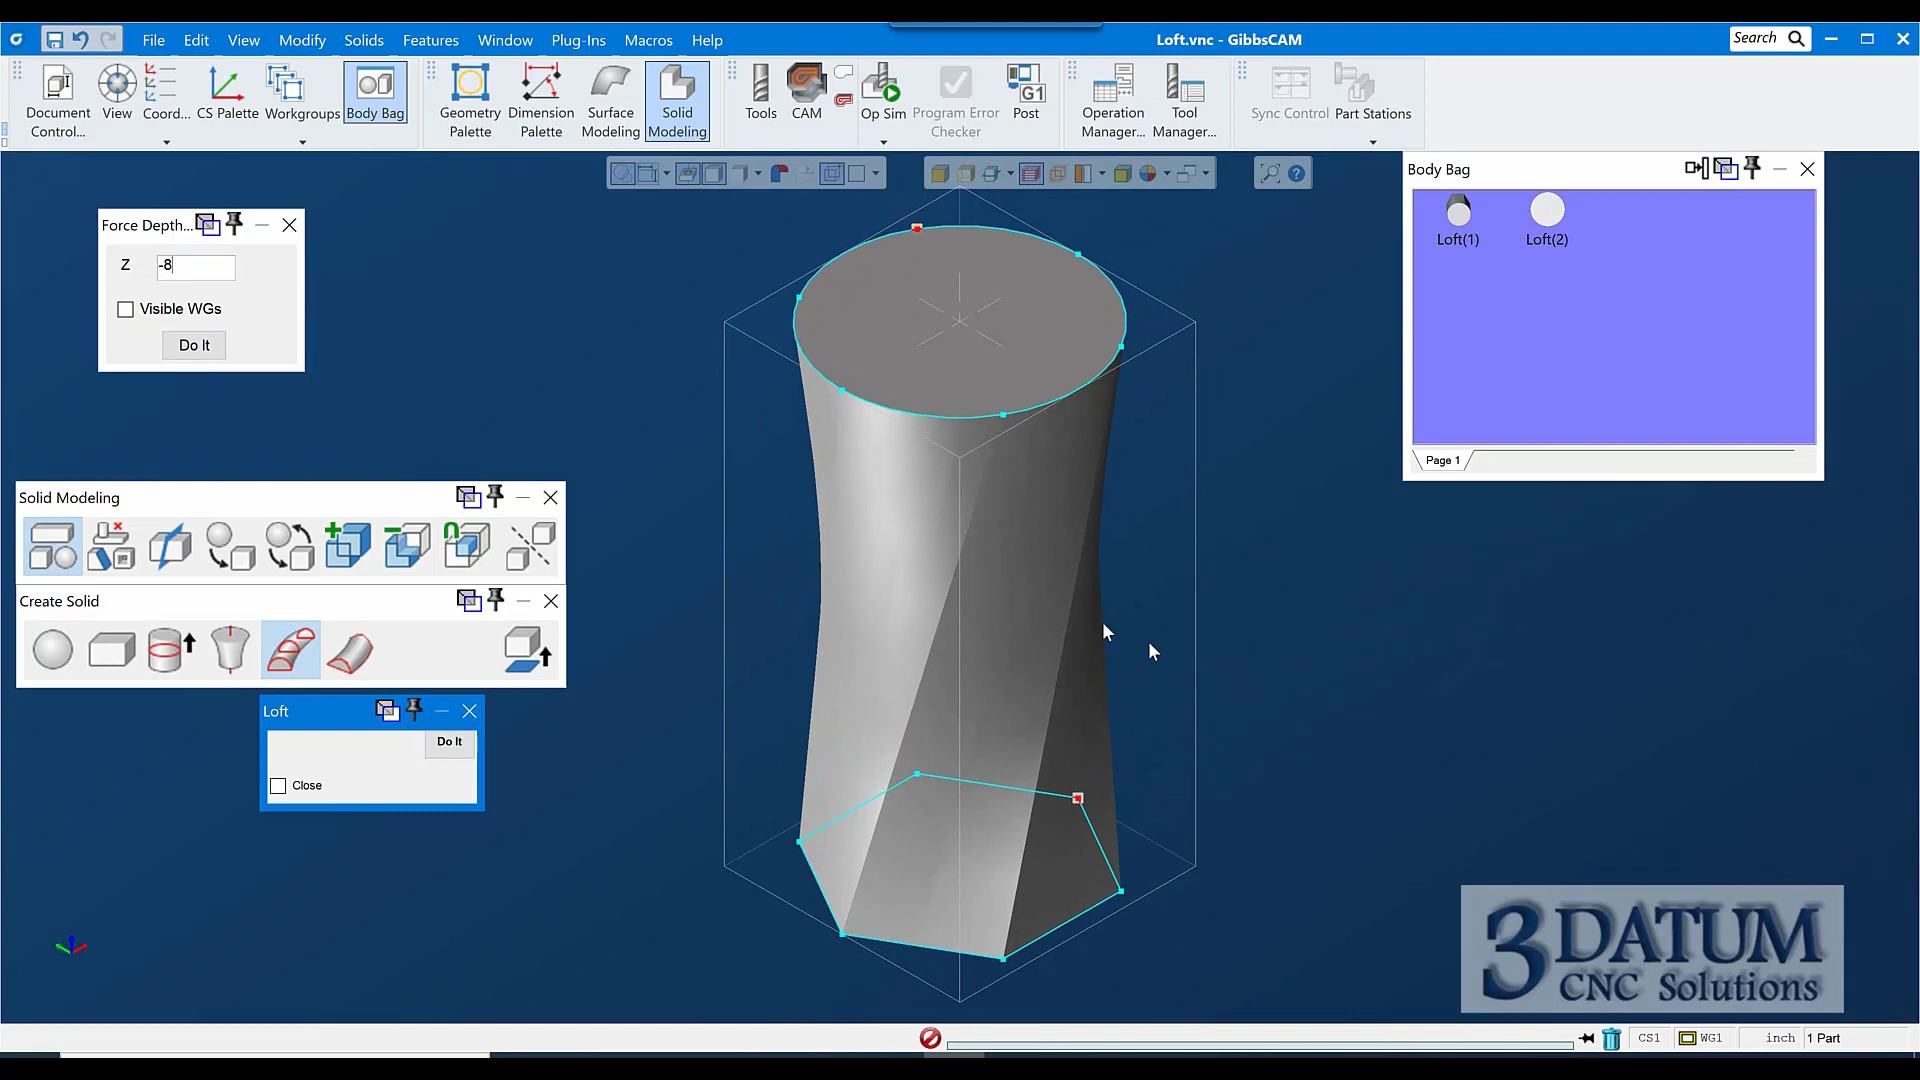 File Edit View Modify Solids Features Window Plug-Ins Macros Help
Loft.vnc - GibbsCAM
Search
Document Control...
View
Coord...
CS Palette
Workgroups
Body Bag
Geometry Palette
Dimension Palette
Surface Modeling
Solid Modeling
Tools
CAM
Op Sim
Program Error Checker
G1
Post
Operation Manager...
Tool Manager...
Sync Control
Part Stations
Force Depth...
Z -8
Visible WGs
Do It
Body Bag
Loft(1) Loft(2)
Page 1
Solid Modeling
Create Solid
Loft
Do It
Close
3DATUM
CNC Solutions
CS1 WG1 inch 1 Part